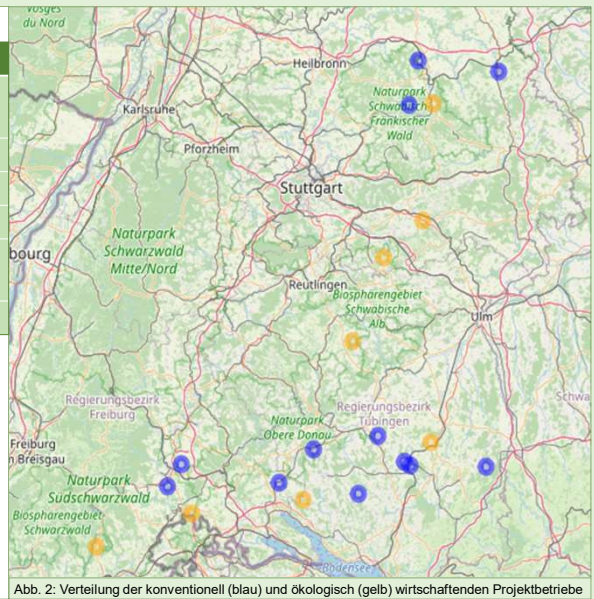 Vosges
du Nord
Heilbronn
Karlsruhe
Naturpark
Schwäbisch
Fränkischer
Wald
Pforzheim
Stuttgart
Naturpark
Schwarzwald
Mitte/Nord
bourg
Reutlingen
Biosphärengebiet
Schwäbische
Alb
Ulm
Regierungsbezirk
Freiburg
Regierungsbezirk
Tübingen
Schwa
Naturpark
Obere Donau
Freiburg
m Breisgau
Naturpark
Südschwarzwald
Biosphärengebiet
Schwarzwald
Bodensee
Abb. 2: Verteilung der konventionell (blau) und ökologisch (gelb) wirtschaftenden Projektbetriebe